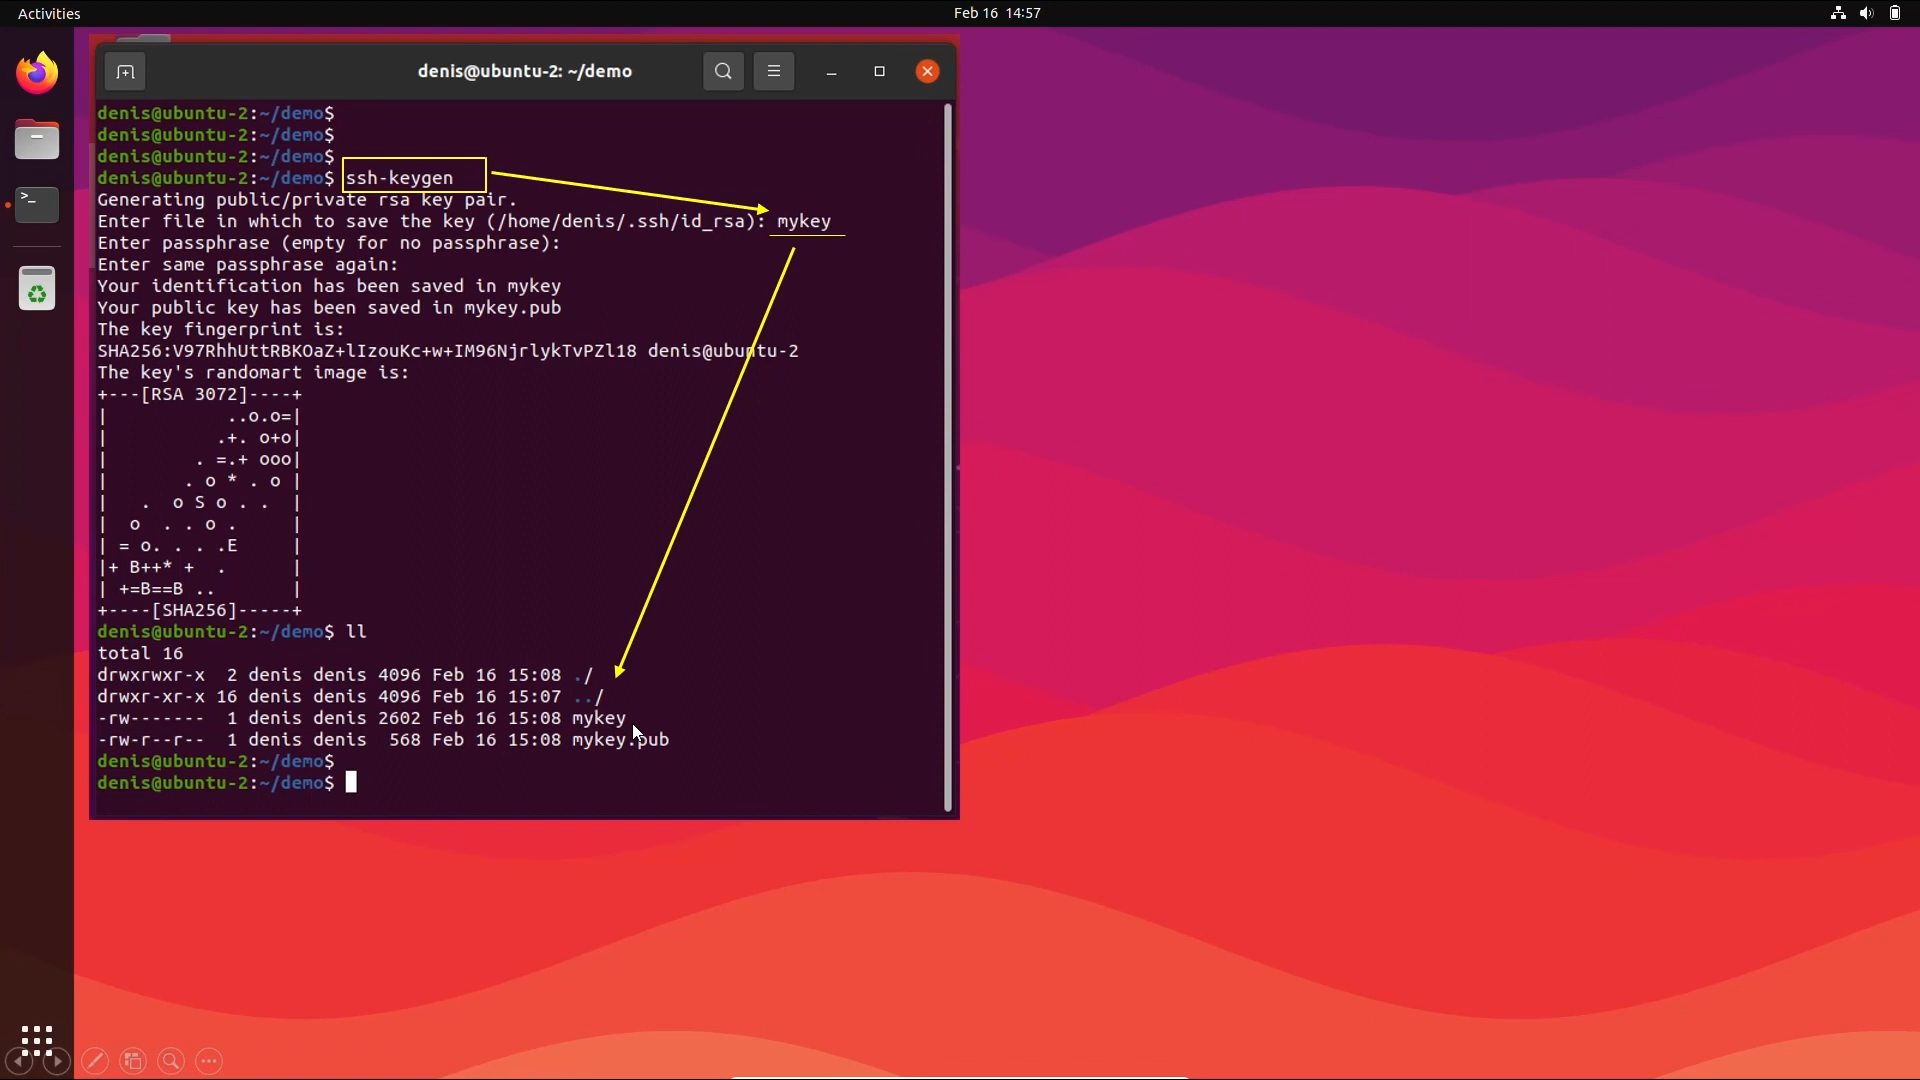 Activities
Feb 16 14:57
denis@ubuntu-2: ~/demo
denis@ubuntu-2:~/demo$
denis@ubuntu-2:~/demo$
denis@ubuntu-2:~/demo$
denis@ubuntu-2:~/demo$ ssh-keygen
Generating public/private rsa key pair.
Enter file in which to save the key (/home/denis/.ssh/id_rsa): mykey
Enter passphrase (empty for no passphrase):
Enter same passphrase again:
Your identification has been saved in mykey
Your public key has been saved in mykey.pub
The key fingerprint is:
SHA256:V97RhhUttRBKOaZ+lIzouKc+w+IM96NjrlykTvPZl18 denis@ubuntu-2
The key's randomart image is:
+---[RSA 3072]----+
|           ..o.o=|
|          .+. o+o|
|        . =.+ ooo|
|       . o * . o |
|   .  o S o . .  |
|  o  . . o .     |
| = o. . . .E     |
|+ B++* +  .      |
| +=B==B ..       |
+----[SHA256]-----+
denis@ubuntu-2:~/demo$ ll
total 16
drwxrwxr-x  2 denis denis 4096 Feb 16 15:08 ./
drwxr-xr-x 16 denis denis 4096 Feb 16 15:07 ../
-rw-------  1 denis denis 2602 Feb 16 15:08 mykey
-rw-r--r--  1 denis denis  568 Feb 16 15:08 mykey.pub
denis@ubuntu-2:~/demo$
denis@ubuntu-2:~/demo$